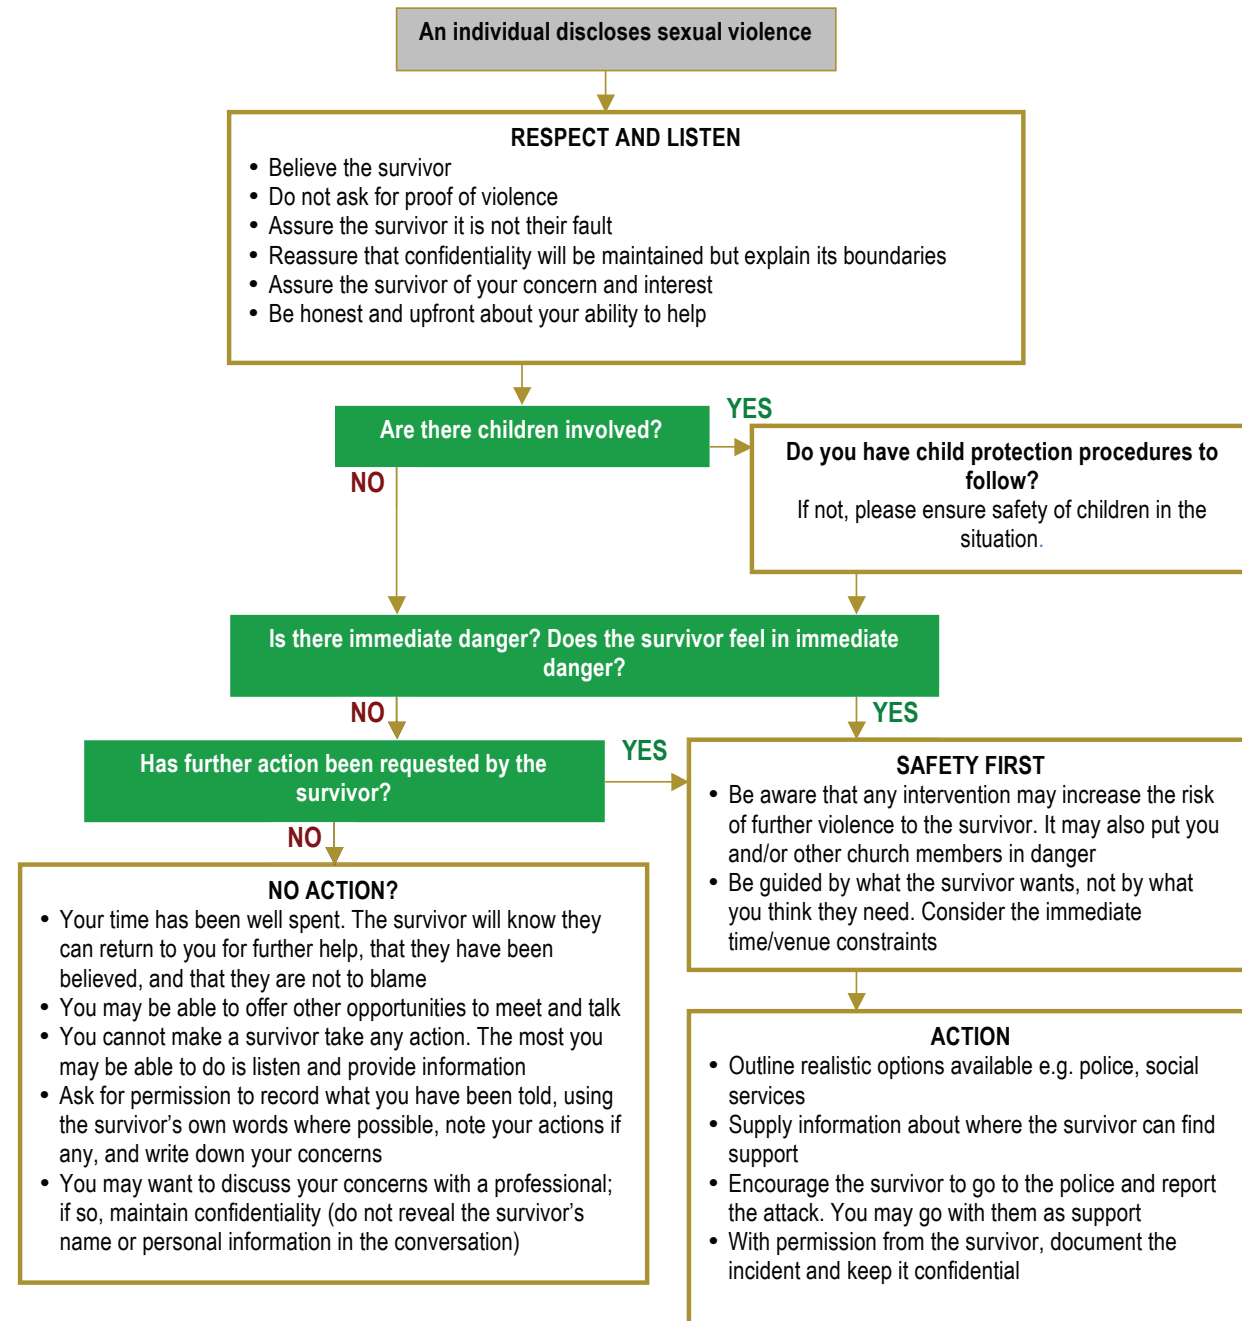 An individual discloses sexual violence
RESPECT AND LISTEN
• Believe the survivor
• Do not ask for proof of violence
• Assure the survivor it is not their fault
• Reassure that confidentiality will be maintained but explain its boundaries
• Assure the survivor of your concern and interest
• Be honest and upfront about your ability to help
Are there children involved?
YES
NO
Do you have child protection procedures to
follow?
If not, please ensure safety of children in the
situation.
Is there immediate danger? Does the survivor feel in immediate
danger?
NO
YES
Has further action been requested by the
survivor?
YES
NO
SAFETY FIRST
• Be aware that any intervention may increase the risk
of further violence to the survivor. It may also put you
and/or other church members in danger
• Be guided by what the survivor wants, not by what
you think they need. Consider the immediate
time/venue constraints
NO ACTION?
• Your time has been well spent. The survivor will know they
can return to you for further help, that they have been
believed, and that they are not to blame
• You may be able to offer other opportunities to meet and talk
• You cannot make a survivor take any action. The most you
may be able to do is listen and provide information
• Ask for permission to record what you have been told, using
the survivor’s own words where possible, note your actions if
any, and write down your concerns
• You may want to discuss your concerns with a professional;
if so, maintain confidentiality (do not reveal the survivor’s
name or personal information in the conversation)
ACTION
• Outline realistic options available e.g. police, social
services
• Supply information about where the survivor can find
support
• Encourage the survivor to go to the police and report
the attack. You may go with them as support
• With permission from the survivor, document the
incident and keep it confidential